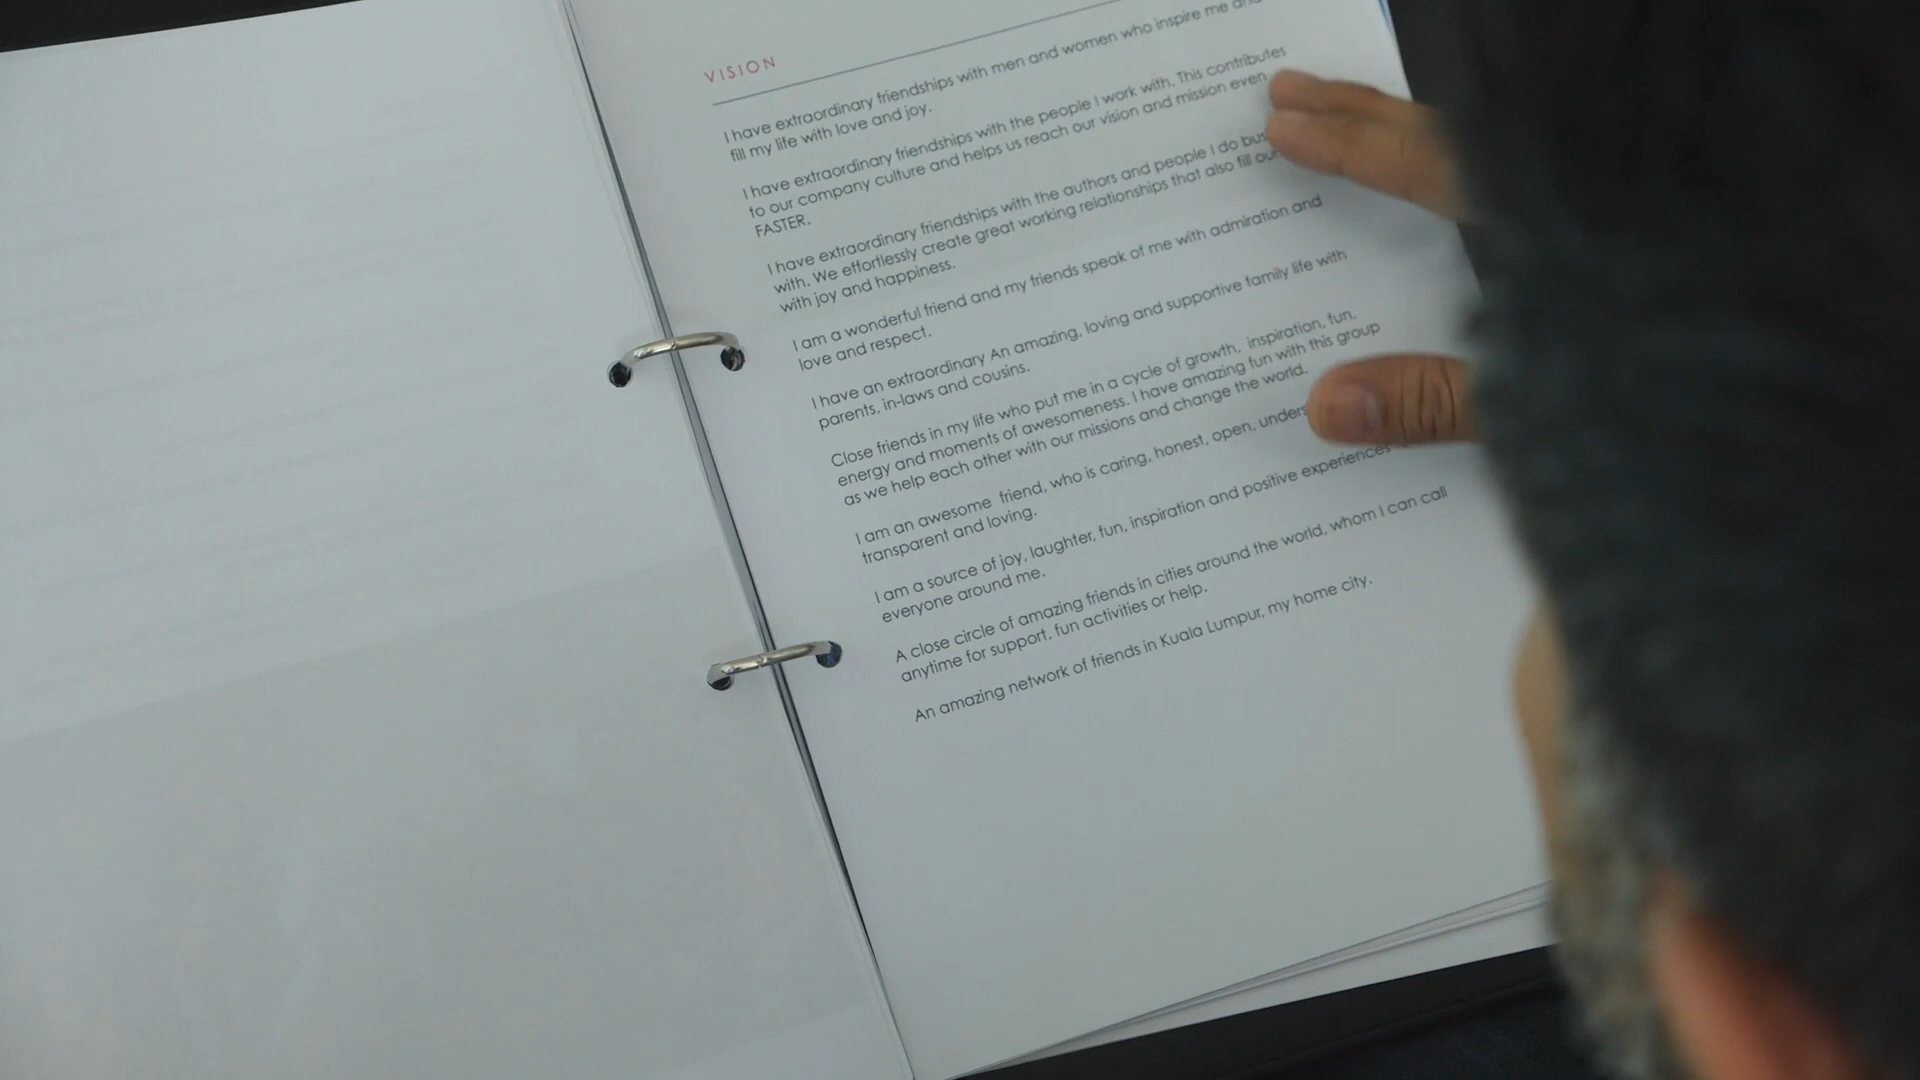 VISION
I have extraordinary friendships with men and women who inspire me and
fill my life with love and joy.
I have extraordinary friendships with the people I work with. This contributes
to our company culture and helps us reach our vision and mission even
FASTER.
I have extraordinary friendships with the authors and people I do
with. We effortlessly create great working relationships that also fill our
with joy and happiness.
I am a wonderful friend and my friends speak of me with admiration and
love and respect.
I have an extraordinary An amazing, loving and supportive family life with
parents, in-laws and cousins.
Close friends in my life who put me in a cycle of growth, inspiration, fun,
energy and moments of awesomeness. I have amazing fun with this group
as we help each other with our missions and change the world.
I am an awesome friend, who is caring, honest, open,
transparent and loving.
I am a source of joy, laughter, fun, inspiration and positive experiences
everyone around me.
A close circle of amazing friends in cities around the world, whom I can call
anytime for support, fun activities or help.
An amazing network of friends in Kuala Lumpur, my home city.